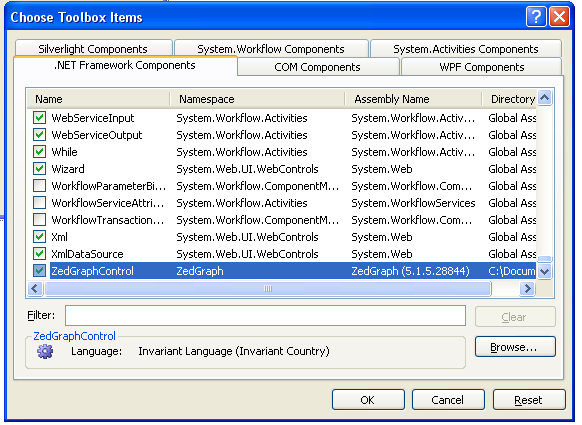 Choose Toolbox Items
Silverlight Components System.Workflow Components System.Activities Components
.NET Framework Components COM Components WPF Components
Name Namespace Assembly Name Directory
WebServiceInput System.Workflow.Activities System.Workflow.Activ... Global Ass
WebServiceOutput System.Workflow.Activities System.Workflow.Activ... Global Ass
While System.Workflow.Activities System.Workflow.Activ... Global Ass
Wizard System.Web.UI.WebControls System.Web Global Ass
WorkflowParameterBi... System.Workflow.ComponentM... System.Workflow.Com... Global Ass
WorkflowServiceAttri... System.Workflow.Activities System.WorkflowServices Global Ass
WorkflowTransaction... System.Workflow.ComponentM... System.Workflow.Com... Global Ass
Xml System.Web.UI.WebControls System.Web Global Ass
XmlDataSource System.Web.UI.WebControls System.Web Global Ass
ZedGraphControl ZedGraph ZedGraph (5.1.5.28844) C:\Docum
Filter: Clear
ZedGraphControl
Language: Invariant Language (Invariant Country) Browse...
OK Cancel Reset